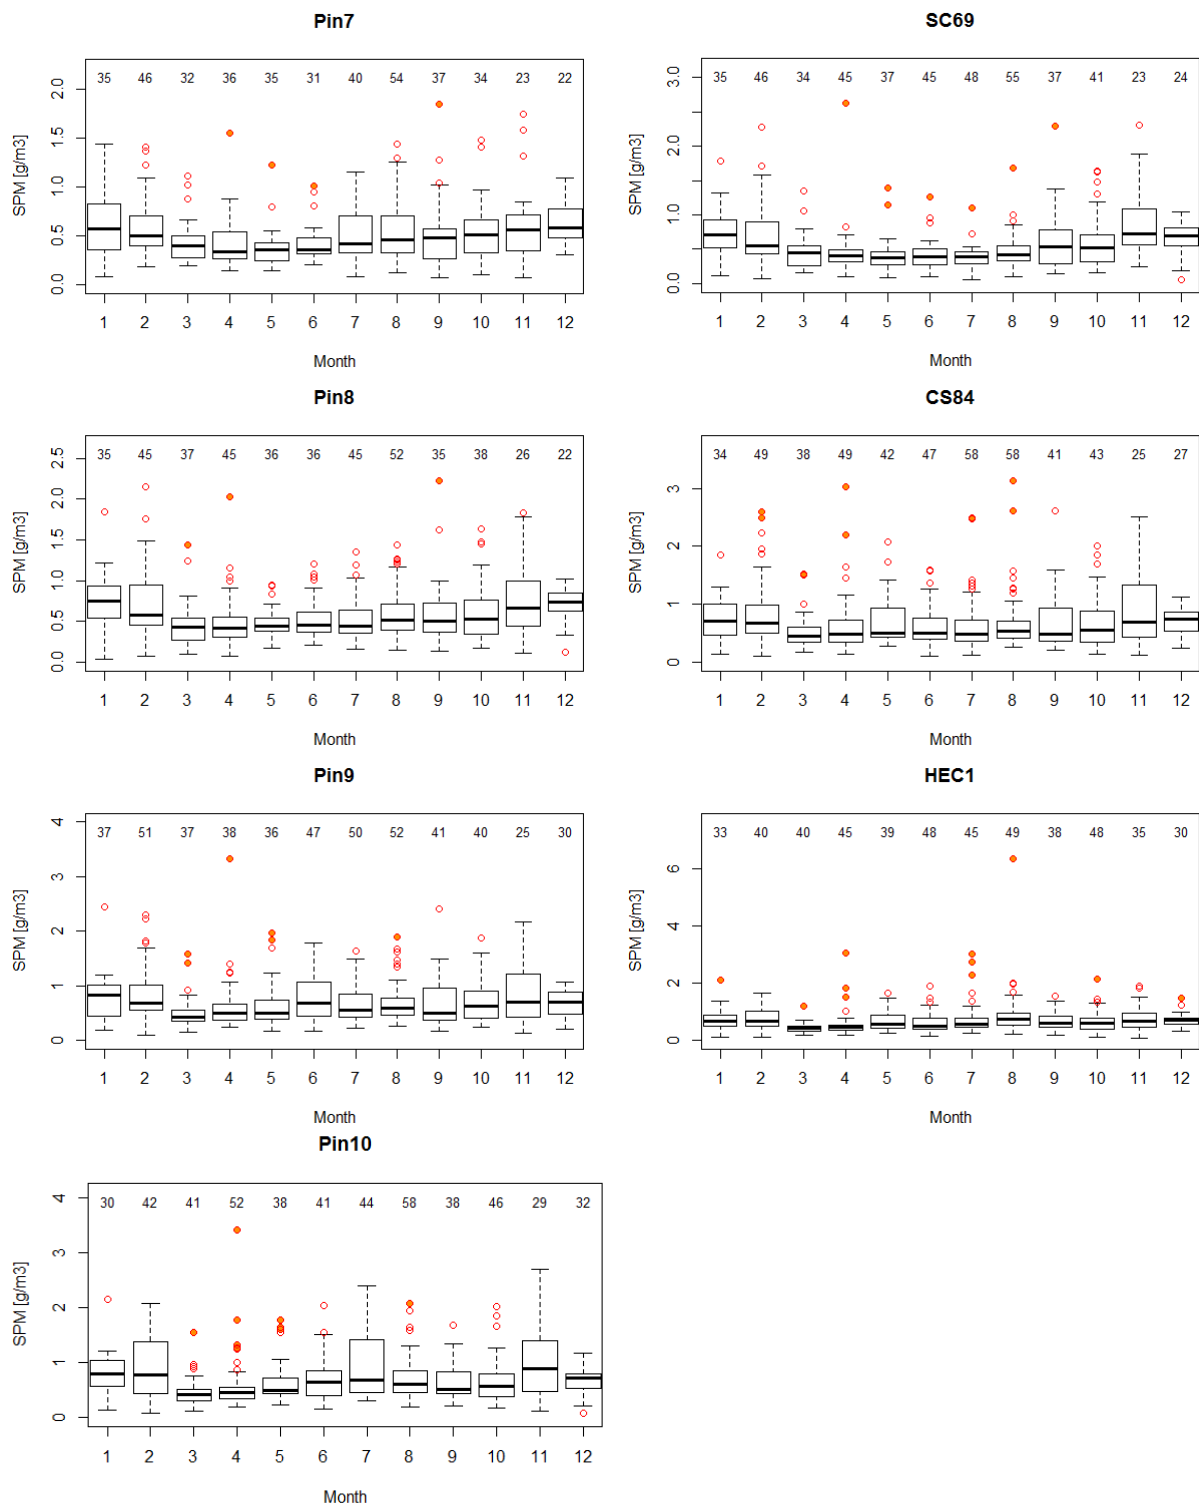 Pin7
35 46 32 36 35 31 40 54 37 34 23 22
SPM [g/m3]
0.0 0.5 1.0 1.5 2.0
1 2 3 4 5 6 7 8 9 10 11 12
Month
SC69
35 46 34 45 37 45 48 55 37 41 23 24
SPM [g/m3]
0.0 1.0 2.0 3.0
1 2 3 4 5 6 7 8 9 10 11 12
Month
Pin8
35 45 37 45 36 36 45 52 35 38 26 22
SPM [g/m3]
0.0 0.5 1.0 1.5 2.0 2.5
1 2 3 4 5 6 7 8 9 10 11 12
Month
CS84
34 49 38 49 42 47 58 58 41 43 25 27
SPM [g/m3]
0 1 2 3
1 2 3 4 5 6 7 8 9 10 11 12
Month
Pin9
37 51 37 38 36 47 50 52 41 40 25 30
SPM [g/m3]
0 1 2 3 4
1 2 3 4 5 6 7 8 9 10 11 12
Month
HEC1
33 40 40 45 39 48 45 49 38 48 35 30
SPM [g/m3]
0 2 4 6
1 2 3 4 5 6 7 8 9 10 11 12
Month
Pin10
30 42 41 52 38 41 44 58 38 46 29 32
SPM [g/m3]
0 1 2 3 4
1 2 3 4 5 6 7 8 9 10 11 12
Month